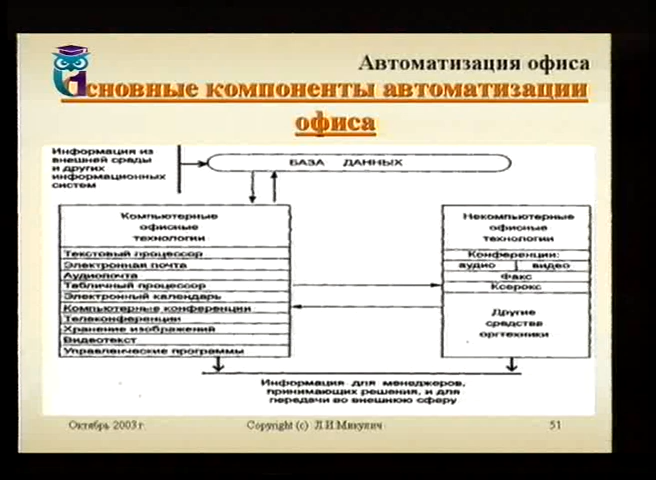 Автоматизация офиса
Основные компоненты автоматизации
офиса
Информация из
внешней среды
и других
информационных
систем
БАЗА ДАННЫХ
Компьютерные
офисные
технологии
Текстовый процессор
Электронная почта
Аудиопочта
Табличный процессор
Электронный календарь
Компьютерные конференции
Телеконференции
Хранение изображений
Видеотекст
Управленческие программы
Некомпьютерные
офисные
технологии
Конференции:
аудио видео
Факс
Ксерокс
Другие
средства
оргтехники
Информация для менеджеров,
принимающих решения, и для
передачи во внешнюю сферу
Октябрь 2003 г.
Copyright (c) Л.И.Микулич
51